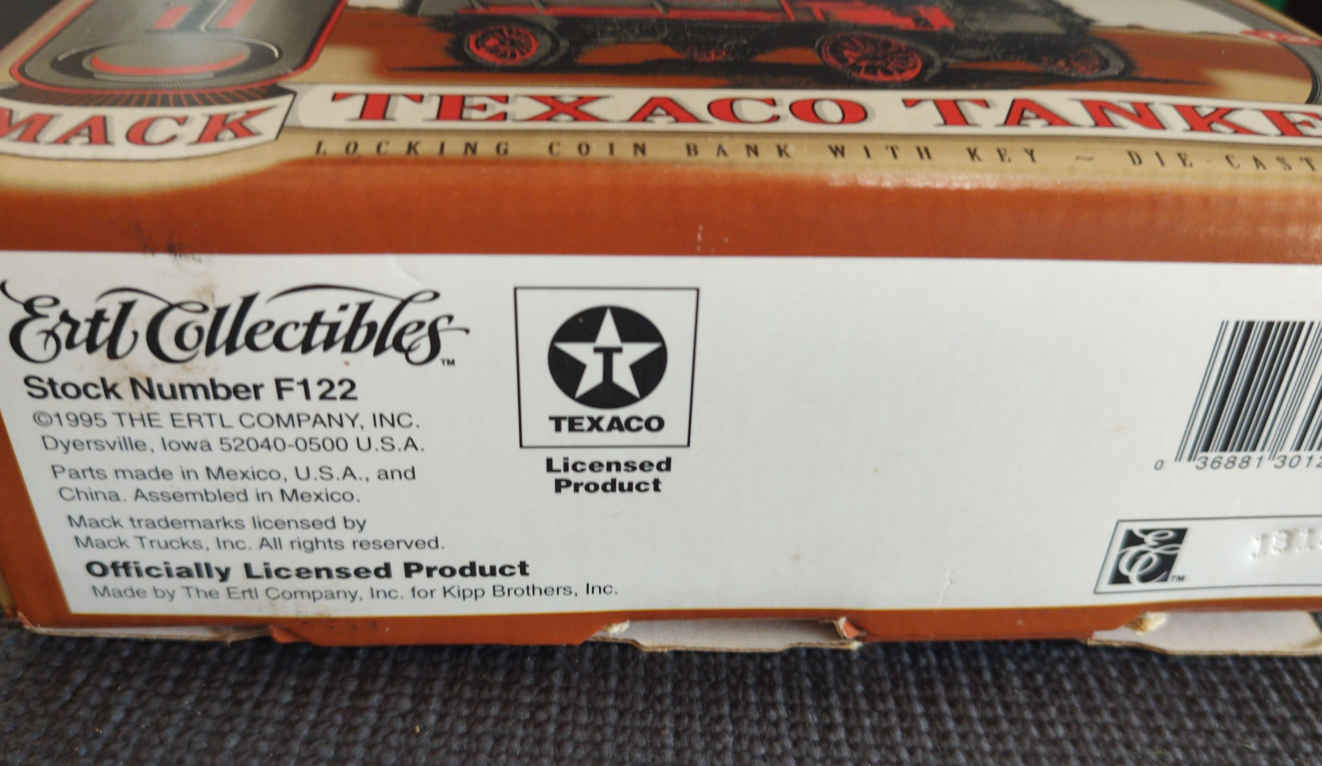 MACK
TEXACO TANKE
LOCKING COIN BANK WITH KEY ~ DIE-CAST
Ertl Collectibles™
Stock Number F122
©1995 THE ERTL COMPANY, INC.
Dyersville, Iowa 52040-0500 U.S.A.
Parts made in Mexico, U.S.A., and
China. Assembled in Mexico.
Mack trademarks licensed by
Mack Trucks, Inc. All rights reserved.
Officially Licensed Product
Made by The Ertl Company, Inc. for Kipp Brothers, Inc.
T
TEXACO
Licensed
Product
0 36881 3012
EC™